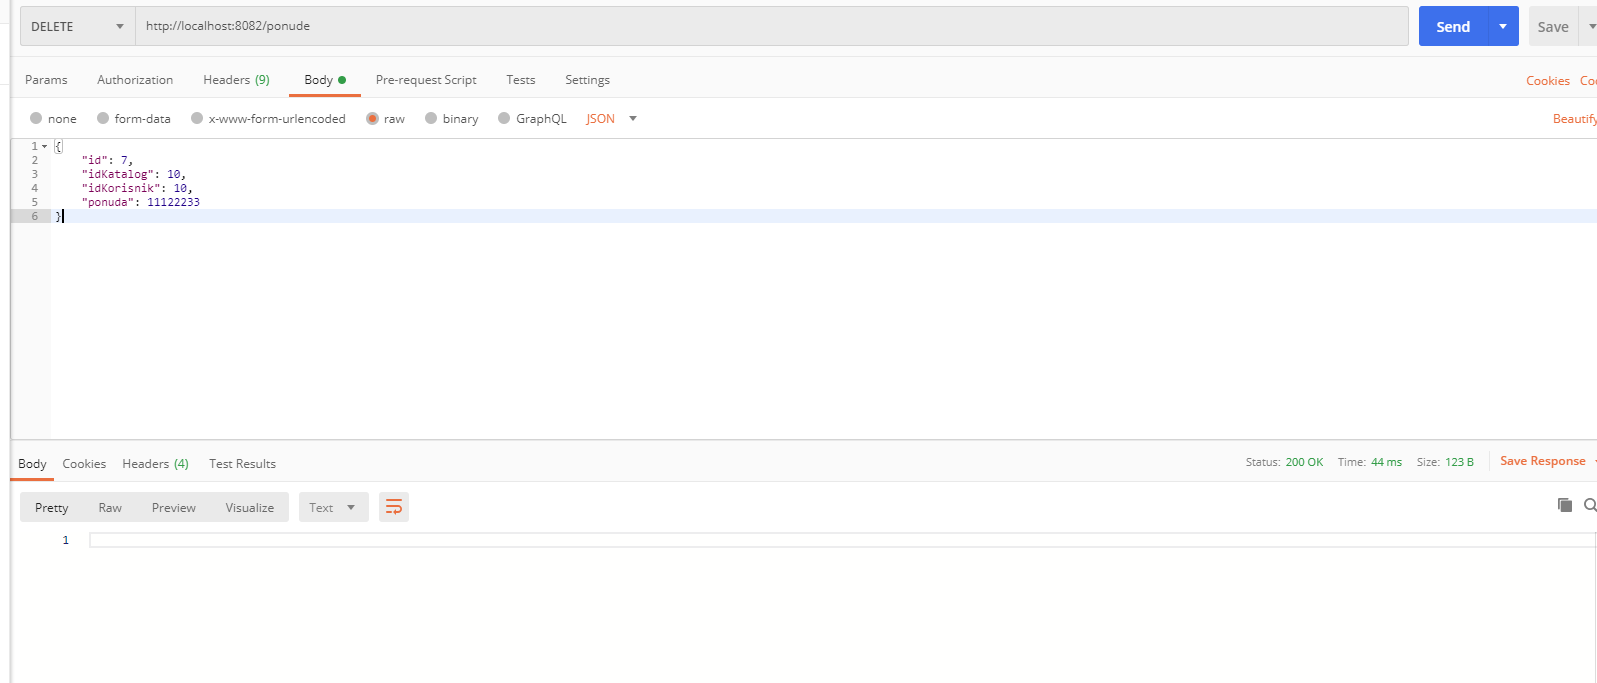 DELETE http://localhost:8082/ponude Send Save
Params Authorization Headers (9) Body Pre-request Script Tests Settings Cookies
none form-data x-www-form-urlencoded raw binary GraphQL JSON Beautify
1 {
2 "id": 7,
3 "idKatalog": 10,
4 "idKorisnik": 10,
5 "ponuda": 11122233
6 }
Body Cookies Headers (4) Test Results Status: 200 OK Time: 44 ms Size: 123 B Save Response
Pretty Raw Preview Visualize Text
1